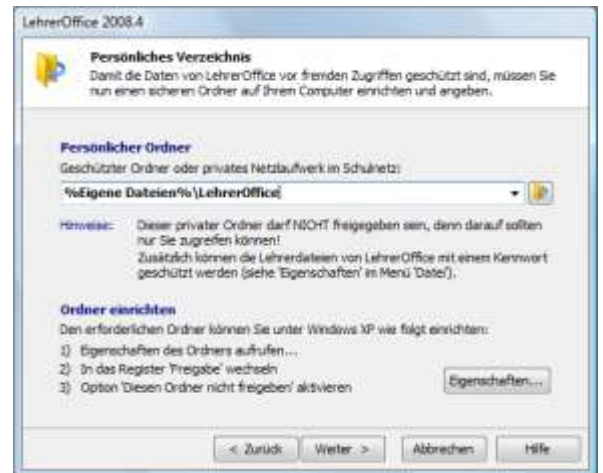 LehrerOffice 2008.4
Persönliches Verzeichnis
Damit die Daten von LehrerOffice vor fremden Zugriffen geschützt sind, müssen Sie
nun einen sicheren Ordner auf Ihrem Computer einrichten und angeben.
Persönlicher Ordner
Geschützter Ordner oder privates Netzlaufwerk im Schulnetz:
%Eigene Dateien%\LehrerOffice
Hinweise: Dieser privater Ordner darf NICHT freigegeben sein, denn darauf sollten
nur Sie zugreifen können!
Zusätzlich können die Lehrerdateien von LehrerOffice mit einem Kennwort
geschützt werden (siehe 'Eigenschaften' im Menü 'Datei').
Ordner einrichten
Den erforderlichen Ordner können Sie unter Windows XP wie folgt einrichten:
1) Eigenschaften des Ordners aufrufen...
2) In das Register 'Freigabe' wechseln
3) Option 'Diesen Ordner nicht freigeben' aktivieren
Eigenschaften...
< Zurück Weiter > Abbrechen Hilfe